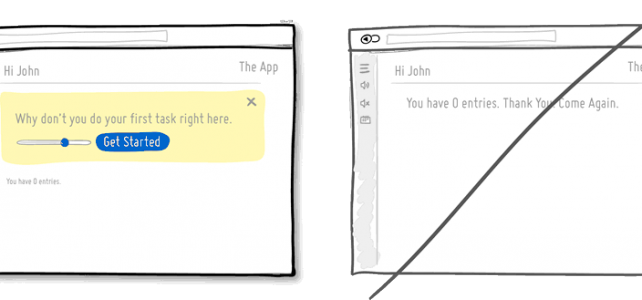 Hi John
The App
Why don't you do your first task right here.
Get Started
You have 0 entries.
Hi John
The
You have 0 entries. Thank You, Come Again.